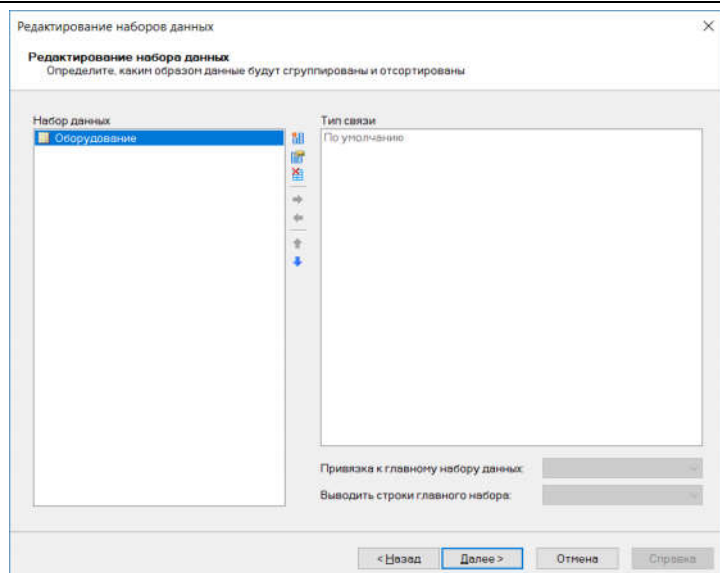 Редактирование наборов данных
Редактирование набора данных
Определите, каким образом данные будут сгруппированы и отсортированы
Набор данных
Тип связи
Оборудование
По умолчанию
Привязка к главному набору данных:
Выводить строки главного набора:
< Назад
Далее >
Отмена
Справка